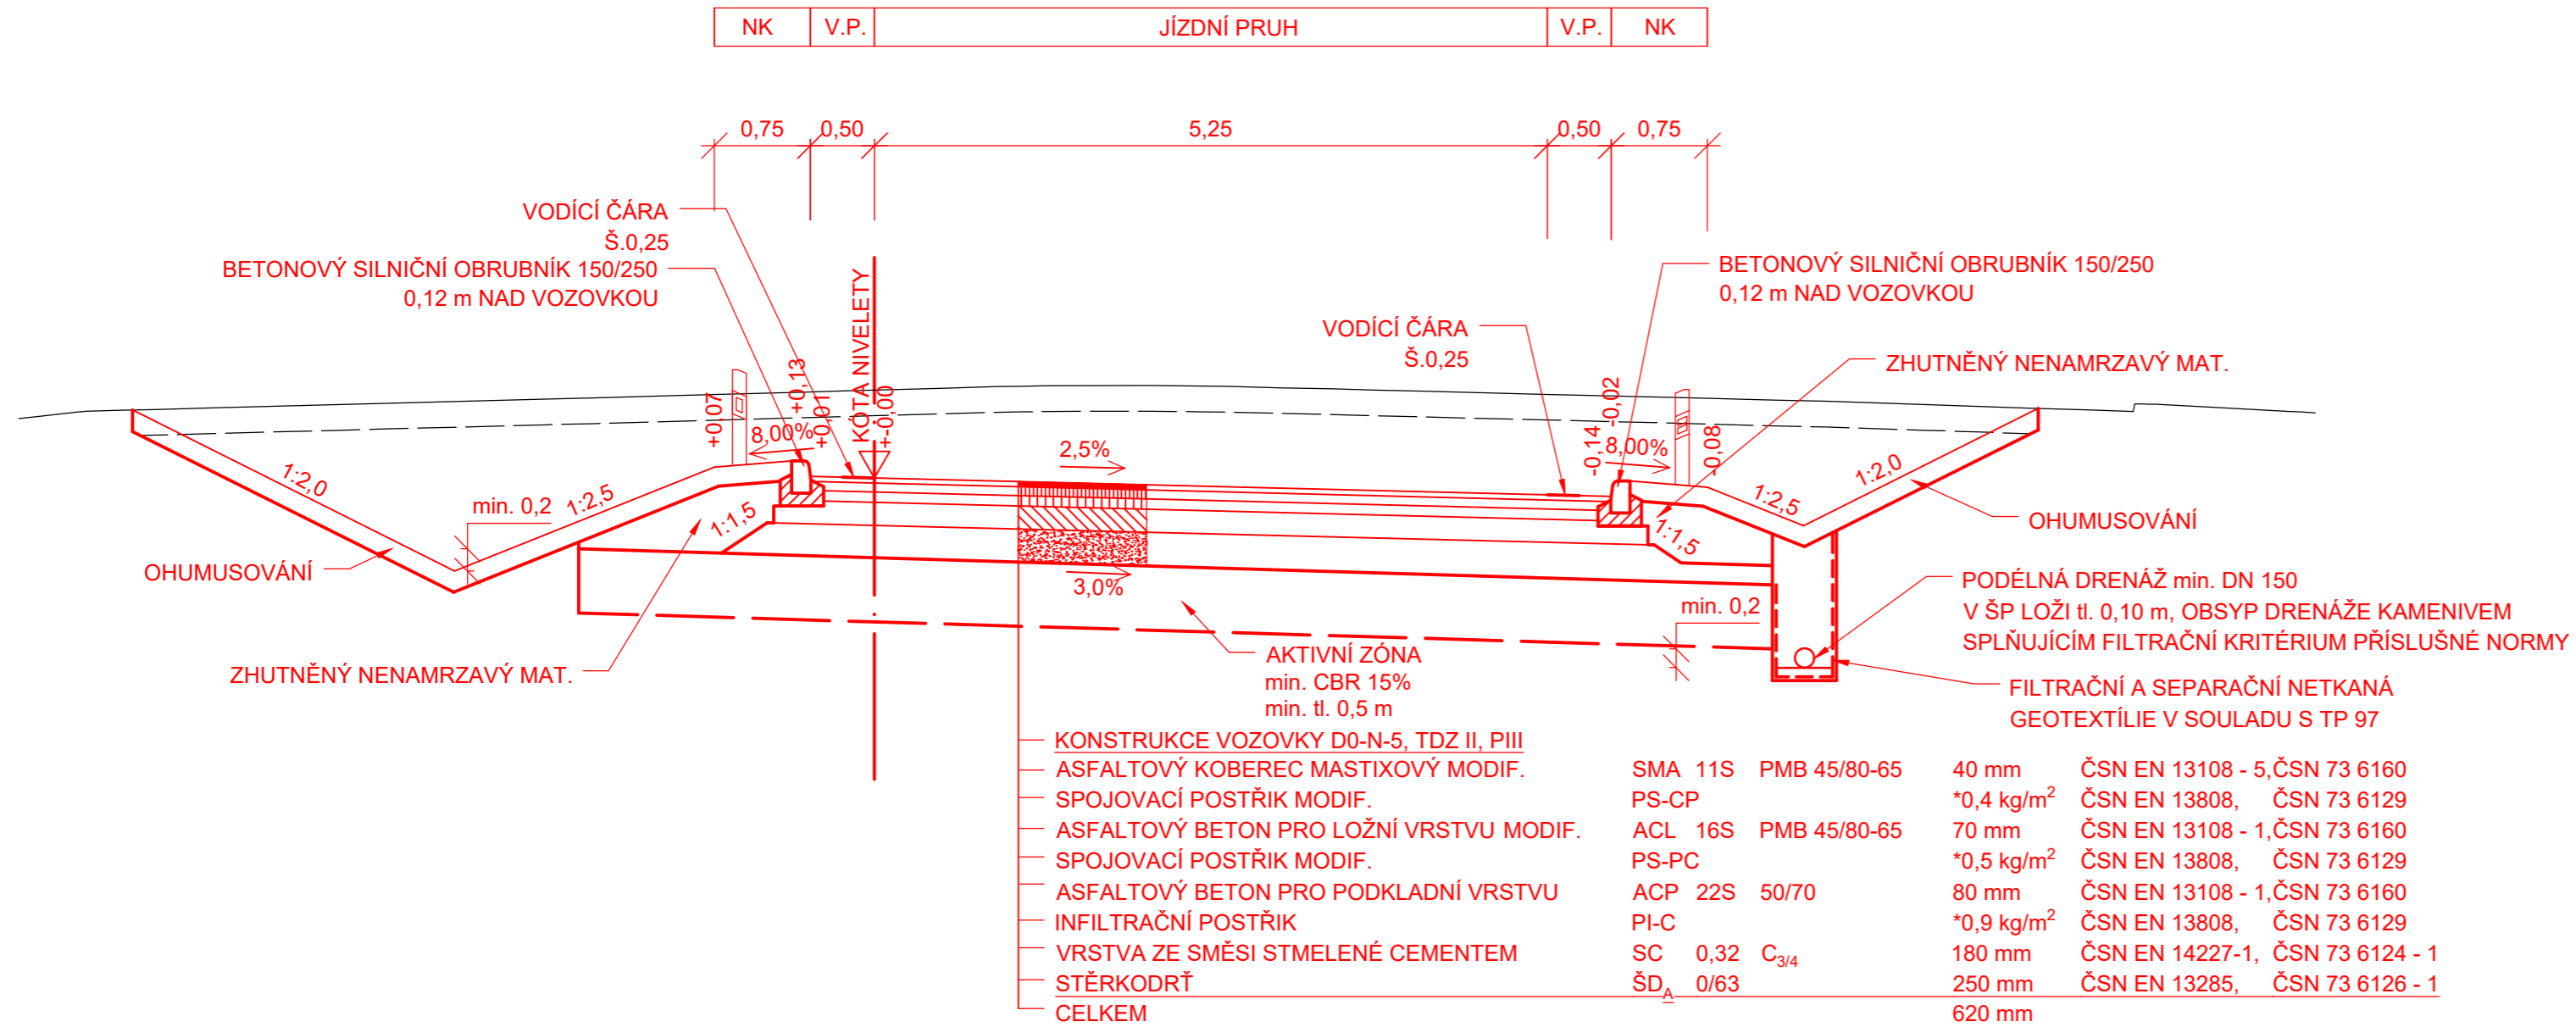 NK V.P. JÍZDNÍ PRUH V.P. NK
0,75 0,50 5,25 0,50 0,75
VODÍCÍ ČÁRA
Š.0,25
BETONOVÝ SILNIČNÍ OBRUBNÍK 150/250
0,12 m NAD VOZOVKOU
BETONOVÝ SILNIČNÍ OBRUBNÍK 150/250
0,12 m NAD VOZOVKOU
VODÍCÍ ČÁRA
Š.0,25
ZHUTNĚNÝ NENAMRZAVÝ MAT.
KÓTA NIVELETY
+-0,00
+0,07
+0,13
+0,01
8,00%
2,5%
-0,14
-0,02
8,00%
-0,08
1:2,0
min. 0,2
1:2,5
1:1,5
1:1,5
1:2,5
1:2,0
OHUMUSOVÁNÍ
OHUMUSOVÁNÍ
3,0%
min. 0,2
PODÉLNÁ DRENÁŽ min. DN 150
V ŠP LOŽI tl. 0,10 m, OBSYP DRENÁŽE KAMENIVEM
SPLŇUJÍCÍM FILTRAČNÍ KRITÉRIUM PŘÍSLUŠNÉ NORMY
ZHUTNĚNÝ NENAMRZAVÝ MAT.
AKTIVNÍ ZÓNA
min. CBR 15%
min. tl. 0,5 m
FILTRAČNÍ A SEPARAČNÍ NETKANÁ
GEOTEXTÍLIE V SOULADU S TP 97
KONSTRUKCE VOZOVKY D0-N-5, TDZ II, PIII
ASFALTOVÝ KOBEREC MASTIXOVÝ MODIF. SMA 11S PMB 45/80-65 40 mm ČSN EN 13108 - 5, ČSN 73 6160
SPOJOVACÍ POSTŘIK MODIF. PS-CP *0,4 kg/m² ČSN EN 13808, ČSN 73 6129
ASFALTOVÝ BETON PRO LOŽNÍ VRSTVU MODIF. ACL 16S PMB 45/80-65 70 mm ČSN EN 13108 - 1, ČSN 73 6160
SPOJOVACÍ POSTŘIK MODIF. PS-PC *0,5 kg/m² ČSN EN 13808, ČSN 73 6129
ASFALTOVÝ BETON PRO PODKLADNÍ VRSTVU ACP 22S 50/70 80 mm ČSN EN 13108 - 1, ČSN 73 6160
INFILTRAČNÍ POSTŘIK PI-C *0,9 kg/m² ČSN EN 13808, ČSN 73 6129
VRSTVA ZE SMĚSI STMELENÉ CEMENTEM SC 0,32 C3/4 180 mm ČSN EN 14227-1, ČSN 73 6124 - 1
STĚRKODRŤ ŠDA 0/63 250 mm ČSN EN 13285, ČSN 73 6126 - 1
CELKEM 620 mm